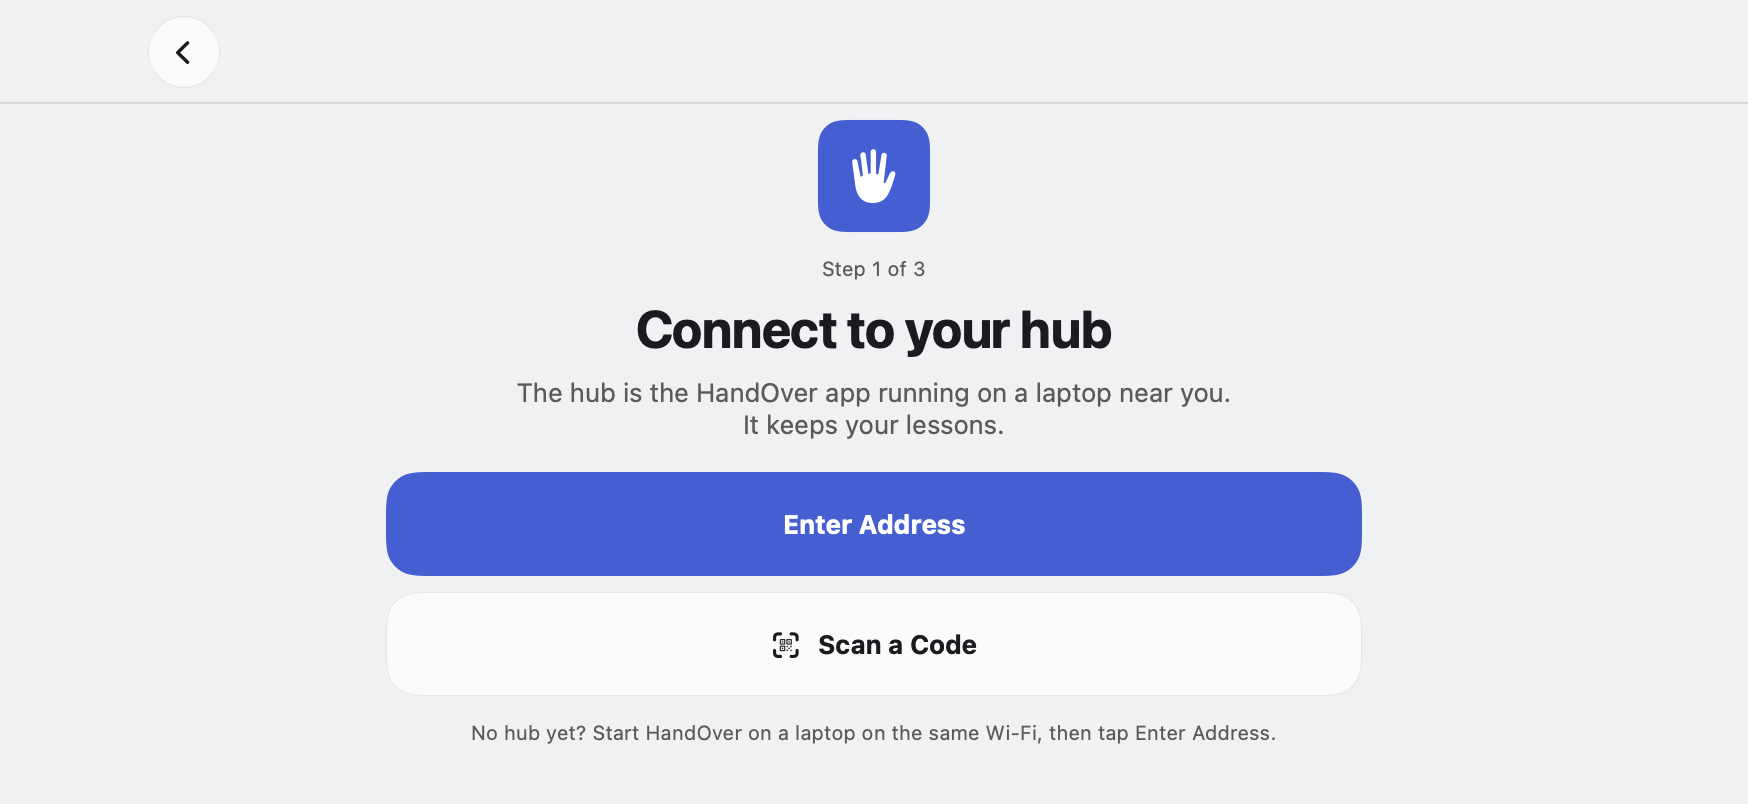 Step 1 of 3
Connect to your hub
The hub is the HandOver app running on a laptop near you.
It keeps your lessons.
Enter Address
Scan a Code
No hub yet? Start HandOver on a laptop on the same Wi-Fi, then tap Enter Address.